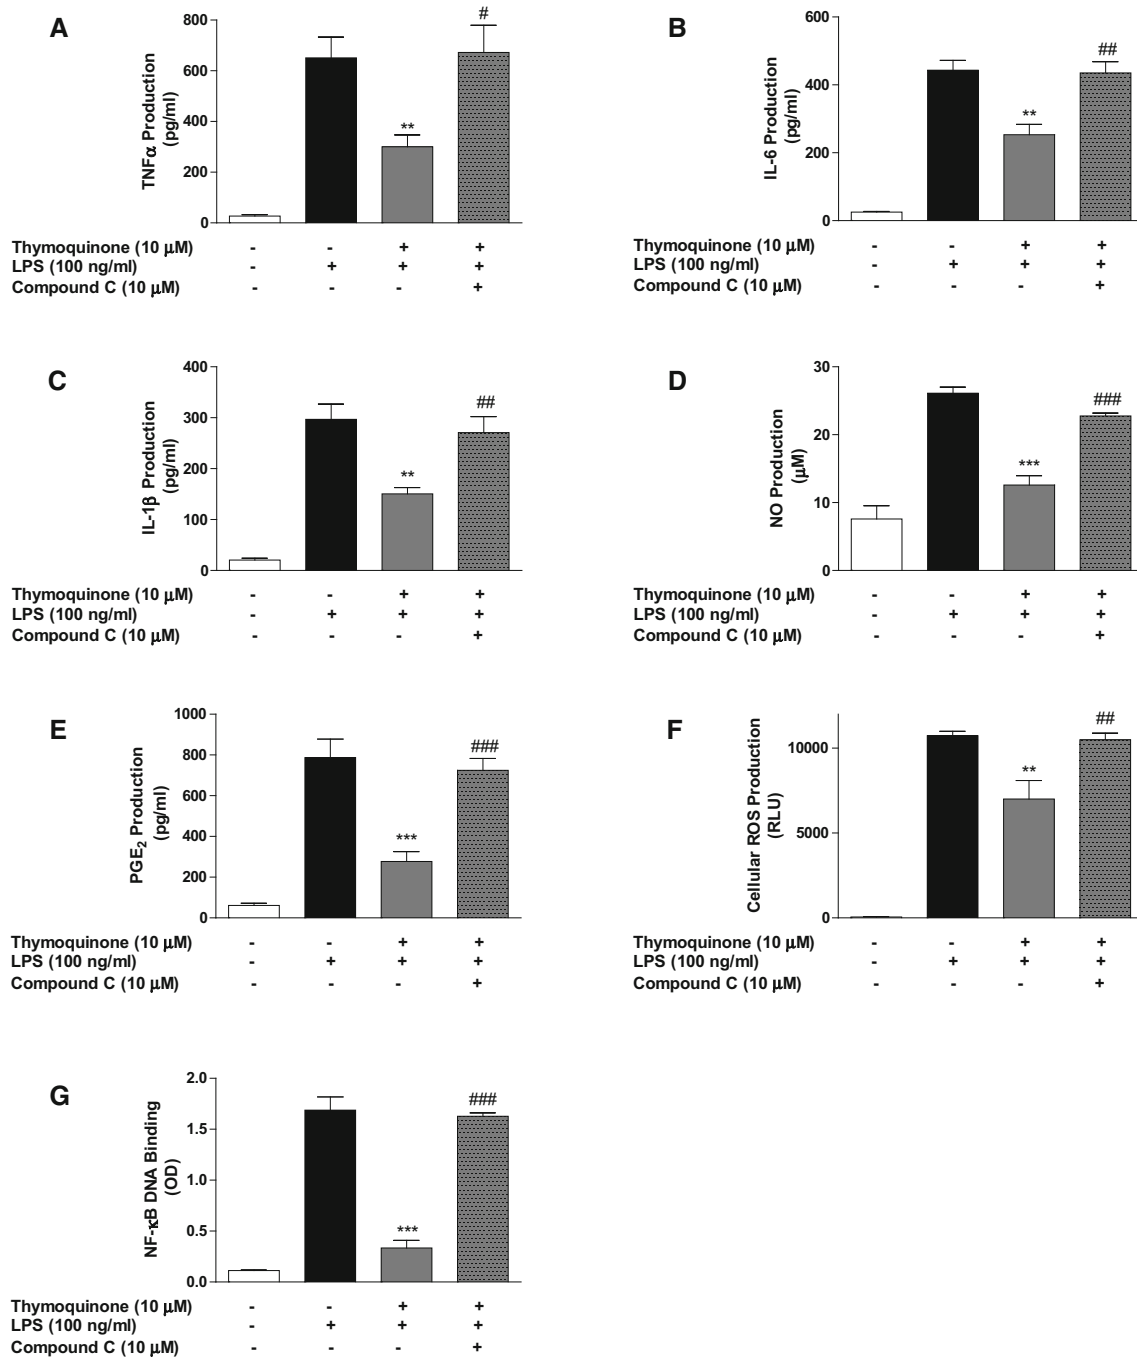 A
TNFα Production
(pg/ml)
800
600
400
200
0
#
**
Thymoquinone (10 μM) - - + +
LPS (100 ng/ml) - + + +
Compound C (10 μM) - - - +
B
IL-6 Production
(pg/ml)
600
400
200
0
##
**
Thymoquinone (10 μM) - - + +
LPS (100 ng/ml) - + + +
Compound C (10 μM) - - - +
C
IL-1β Production
(pg/ml)
400
300
200
100
0
##
**
Thymoquinone (10 μM) - - + +
LPS (100 ng/ml) - + + +
Compound C (10 μM) - - - +
D
NO Production
(μM)
30
20
10
0
###
***
Thymoquinone (10 μM) - - + +
LPS (100 ng/ml) - + + +
Compound C (10 μM) - - - +
E
PGE₂ Production
(pg/ml)
1000
800
600
400
200
0
###
***
Thymoquinone (10 μM) - - + +
LPS (100 ng/ml) - + + +
Compound C (10 μM) - - - +
F
Cellular ROS Production
(RLU)
10000
5000
0
##
**
Thymoquinone (10 μM) - - + +
LPS (100 ng/ml) - + + +
Compound C (10 μM) - - - +
G
NF-κB DNA Binding
(OD)
2.0
1.5
1.0
0.5
0.0
###
***
Thymoquinone (10 μM) - - + +
LPS (100 ng/ml) - + + +
Compound C (10 μM) - - - +